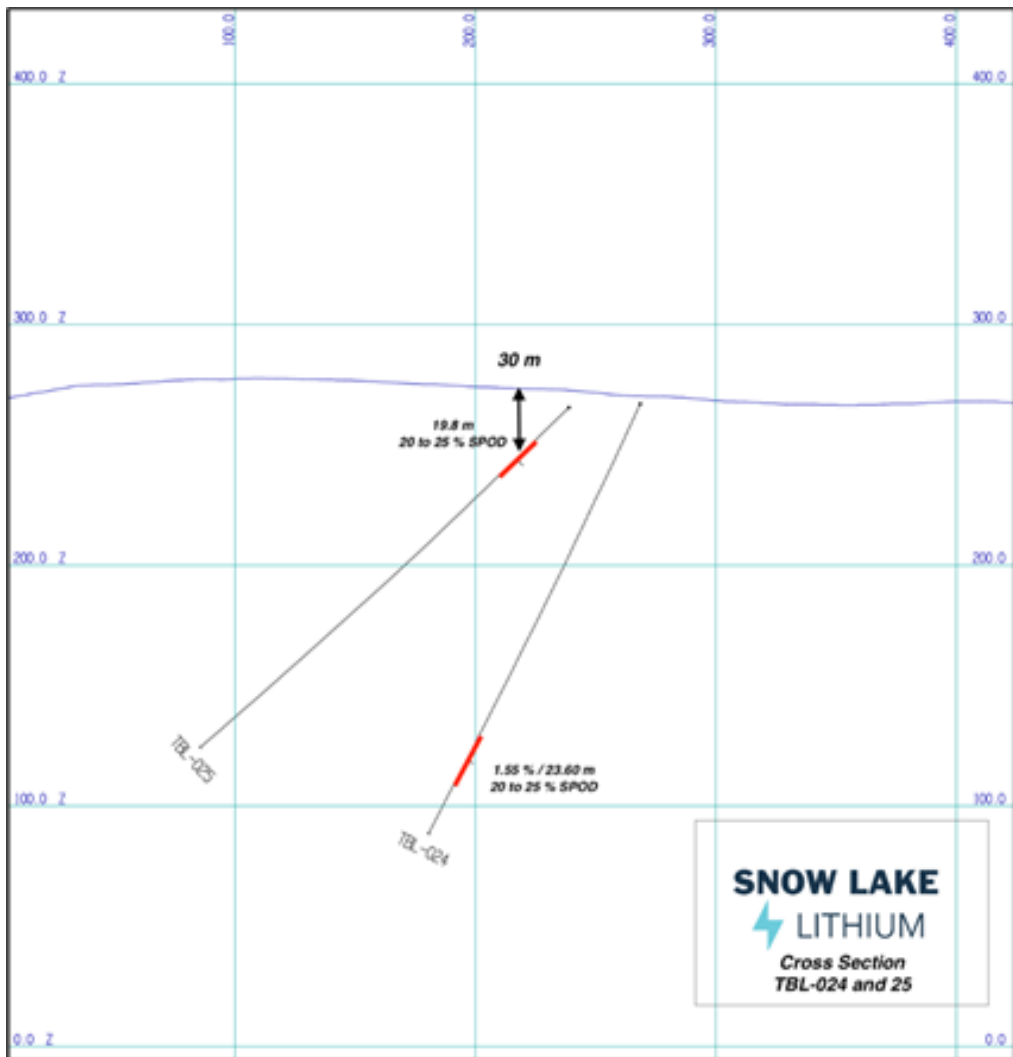 100.0
200.0
300.0
400.0
400.0 Z
400.0
300.0 Z
300.0
30 m
19.8 m
20 to 25 % SPOD
200.0 Z
200.0
TBL-025
1.55 % / 23.60 m
20 to 25 % SPOD
100.0 Z
100.0
TBL-024
SNOW LAKE
LITHIUM
Cross Section
TBL-024 and 25
0.0 Z
0.0